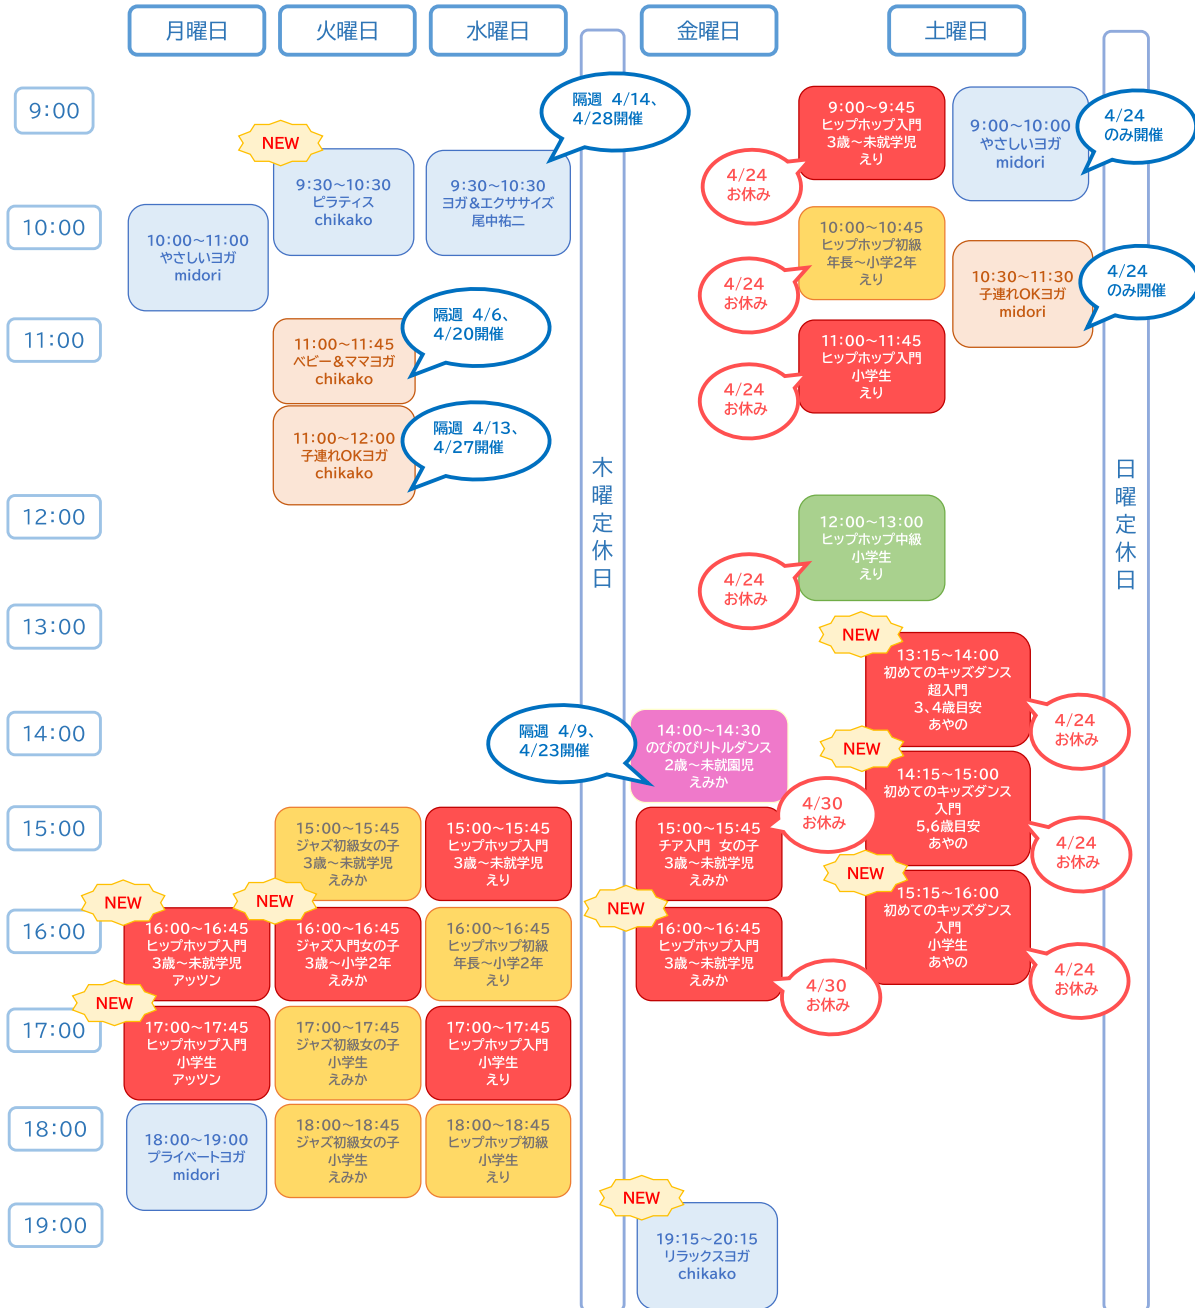 月曜日
火曜日
水曜日
金曜日
土曜日
9:00
10:00
11:00
12:00
13:00
14:00
15:00
16:00
17:00
18:00
19:00
10:00～11:00
やさしいヨガ
midori
NEW
16:00～16:45
ヒップホップ入門
3歳～未就学児
アッツン
NEW
17:00～17:45
ヒップホップ入門
小学生
アッツン
18:00～19:00
プライベートヨガ
midori
NEW
9:30～10:30
ピラティス
chikako
11:00～11:45
ベビー＆ママヨガ
chikako
隔週 4/6、
4/20開催
11:00～12:00
子連れOKヨガ
chikako
隔週 4/13、
4/27開催
15:00～15:45
ジャズ初級女の子
3歳～未就学児
えみか
NEW
16:00～16:45
ジャズ入門女の子
3歳～小学2年
えみか
17:00～17:45
ジャズ初級女の子
小学生
えみか
18:00～18:45
ジャズ初級女の子
小学生
えみか
9:30～10:30
ヨガ＆エクササイズ
尾中祐二
隔週 4/14、
4/28開催
15:00～15:45
ヒップホップ入門
3歳～未就学児
えり
16:00～16:45
ヒップホップ初級
年長～小学2年
えり
17:00～17:45
ヒップホップ入門
小学生
えり
18:00～18:45
ヒップホップ初級
小学生
えり
木曜定休日
隔週 4/9、
4/23開催
14:00～14:30
のびのびリトルダンス
2歳～未就園児
えみか
15:00～15:45
チア入門 女の子
3歳～未就学児
えみか
4/30
お休み
NEW
16:00～16:45
ヒップホップ入門
3歳～未就学児
えみか
4/30
お休み
NEW
19:15～20:15
リラックスヨガ
chikako
9:00～9:45
ヒップホップ入門
3歳～未就学児
えり
4/24
お休み
10:00～10:45
ヒップホップ初級
年長～小学2年
えり
4/24
お休み
11:00～11:45
ヒップホップ入門
小学生
えり
4/24
お休み
12:00～13:00
ヒップホップ中級
小学生
えり
4/24
お休み
9:00～10:00
やさしいヨガ
midori
4/24
のみ開催
10:30～11:30
子連れOKヨガ
midori
4/24
のみ開催
NEW
13:15～14:00
初めてのキッズダンス
超入門
3、4歳目安
あやの
4/24
お休み
NEW
14:15～15:00
初めてのキッズダンス
入門
5,6歳目安
あやの
4/24
お休み
NEW
15:15～16:00
初めてのキッズダンス
入門
小学生
あやの
4/24
お休み
日曜定休日